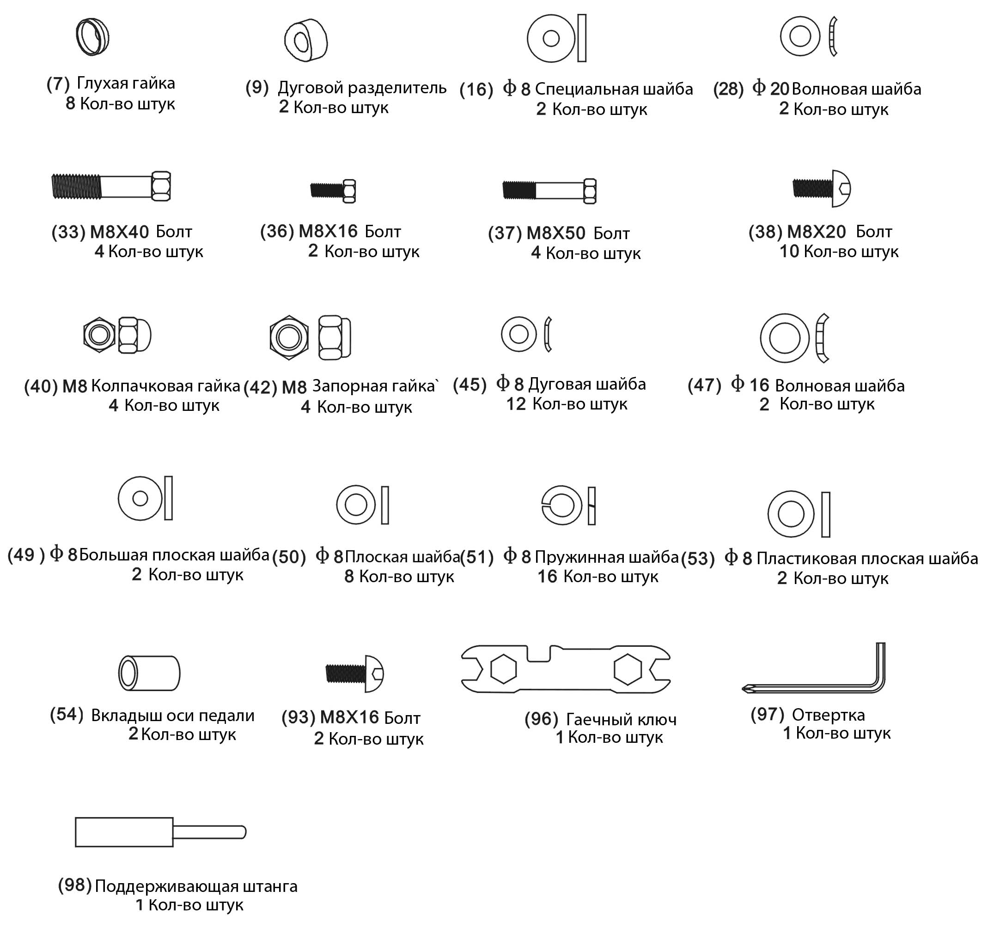 (7) Глухая гайка
8 Кол-во штук
(9) Дуговой разделитель
2 Кол-во штук
(16) ф 8 Специальная шайба
2 Кол-во штук
(28) ф 20 Волновая шайба
2 Кол-во штук
(33) M8X40 Болт
4 Кол-во штук
(36) M8X16 Болт
2 Кол-во штук
(37) M8X50 Болт
4 Кол-во штук
(38) M8X20 Болт
10 Кол-во штук
(40) M8 Колпачковая гайка
4 Кол-во штук
(42) M8 Запорная гайка`
4 Кол-во штук
(45) ф 8 Дуговая шайба
12 Кол-во штук
(47) ф 16 Волновая шайба
2 Кол-во штук
(49 ) ф 8 Большая плоская шайба
2 Кол-во штук
(50) ф 8 Плоская шайба
8 Кол-во штук
(51) ф 8 Пружинная шайба
16 Кол-во штук
(53) ф 8 Пластиковая плоская шайба
2 Кол-во штук
(54) Вкладыш оси педали
2 Кол-во штук
(93) M8X16 Болт
2 Кол-во штук
(96) Гаечный ключ
1 Кол-во штук
(97) Отвертка
1 Кол-во штук
(98) Поддерживающая штанга
1 Кол-во штук